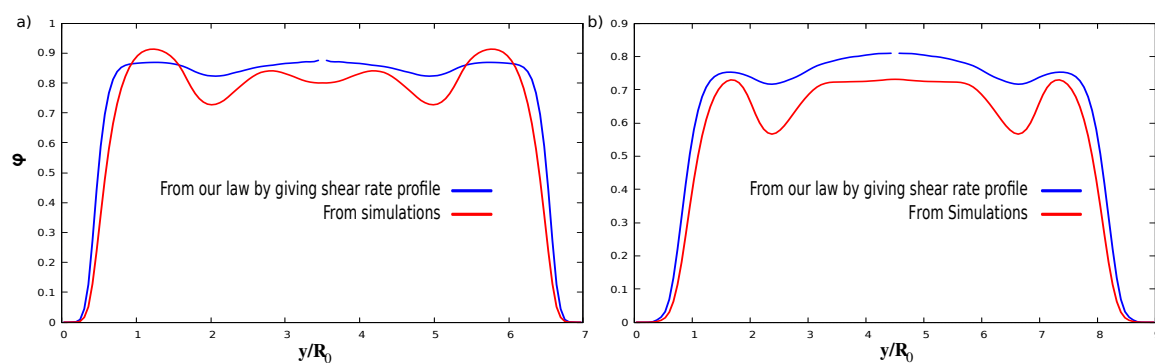 a)
1
0.9
0.8
0.7
0.6
0.5
0.4
0.3
0.2
0.1
0
φ
From our law by giving shear rate profile
From simulations
0 1 2 3 4 5 6 7
y/R0
b)
0.9
0.8
0.7
0.6
0.5
0.4
0.3
0.2
0.1
0
From our law by giving shear rate profile
From Simulations
0 1 2 3 4 5 6 7 8 9
y/R0